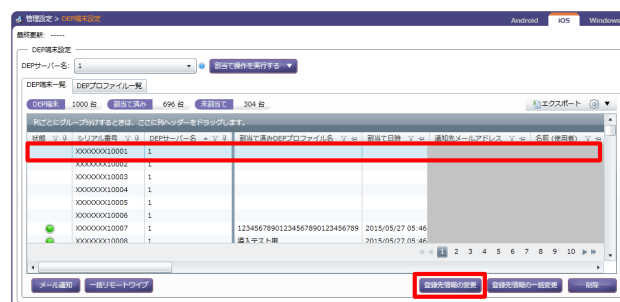 管理設定 > DEP端末設定
Android iOS Windows
最終更新: -----
DEP端末設定
DEPサーバー名: 1 割当て操作を実行する ▼
DEP端末一覧 DEPプロファイル一覧
DEP端末 1000 台 割当て済み 696 台 未割当て 304 台 エクスポート
列ごとにグループ分けするときは、ここに列ヘッダーをドラッグします。
状態 シリアル番号 DEPサーバー名 割当て済みDEPプロファイル名 割当て日時 通知先メールアドレス 名前 (使用者)
XXXXXXX10001 1
XXXXXXX10002 1
XXXXXXX10003 1
XXXXXXX10004 1
XXXXXXX10005 1
XXXXXXX10006 1
XXXXXXX10007 1 12345678901234567890123456789 2015/05/27 05:46
XXXXXXX10008 1 導入テスト用 2015/05/27 05:46
1 2 3 4 5 6 7 8 9 10
メール通知 一括リモートワイプ 登録先情報の変更 登録先情報の一括変更 削除